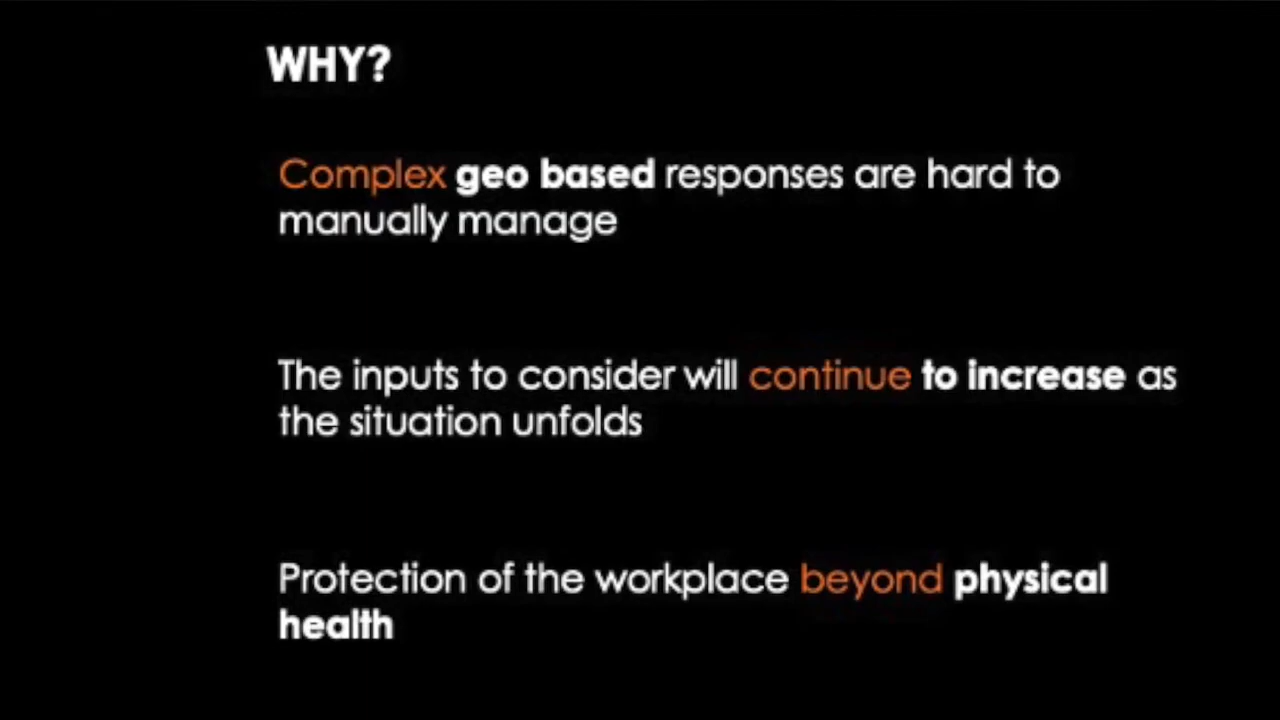 WHY?
Complex geo based responses are hard to
manually manage
The inputs to consider will continue to increase as
the situation unfolds
Protection of the workplace beyond physical
health